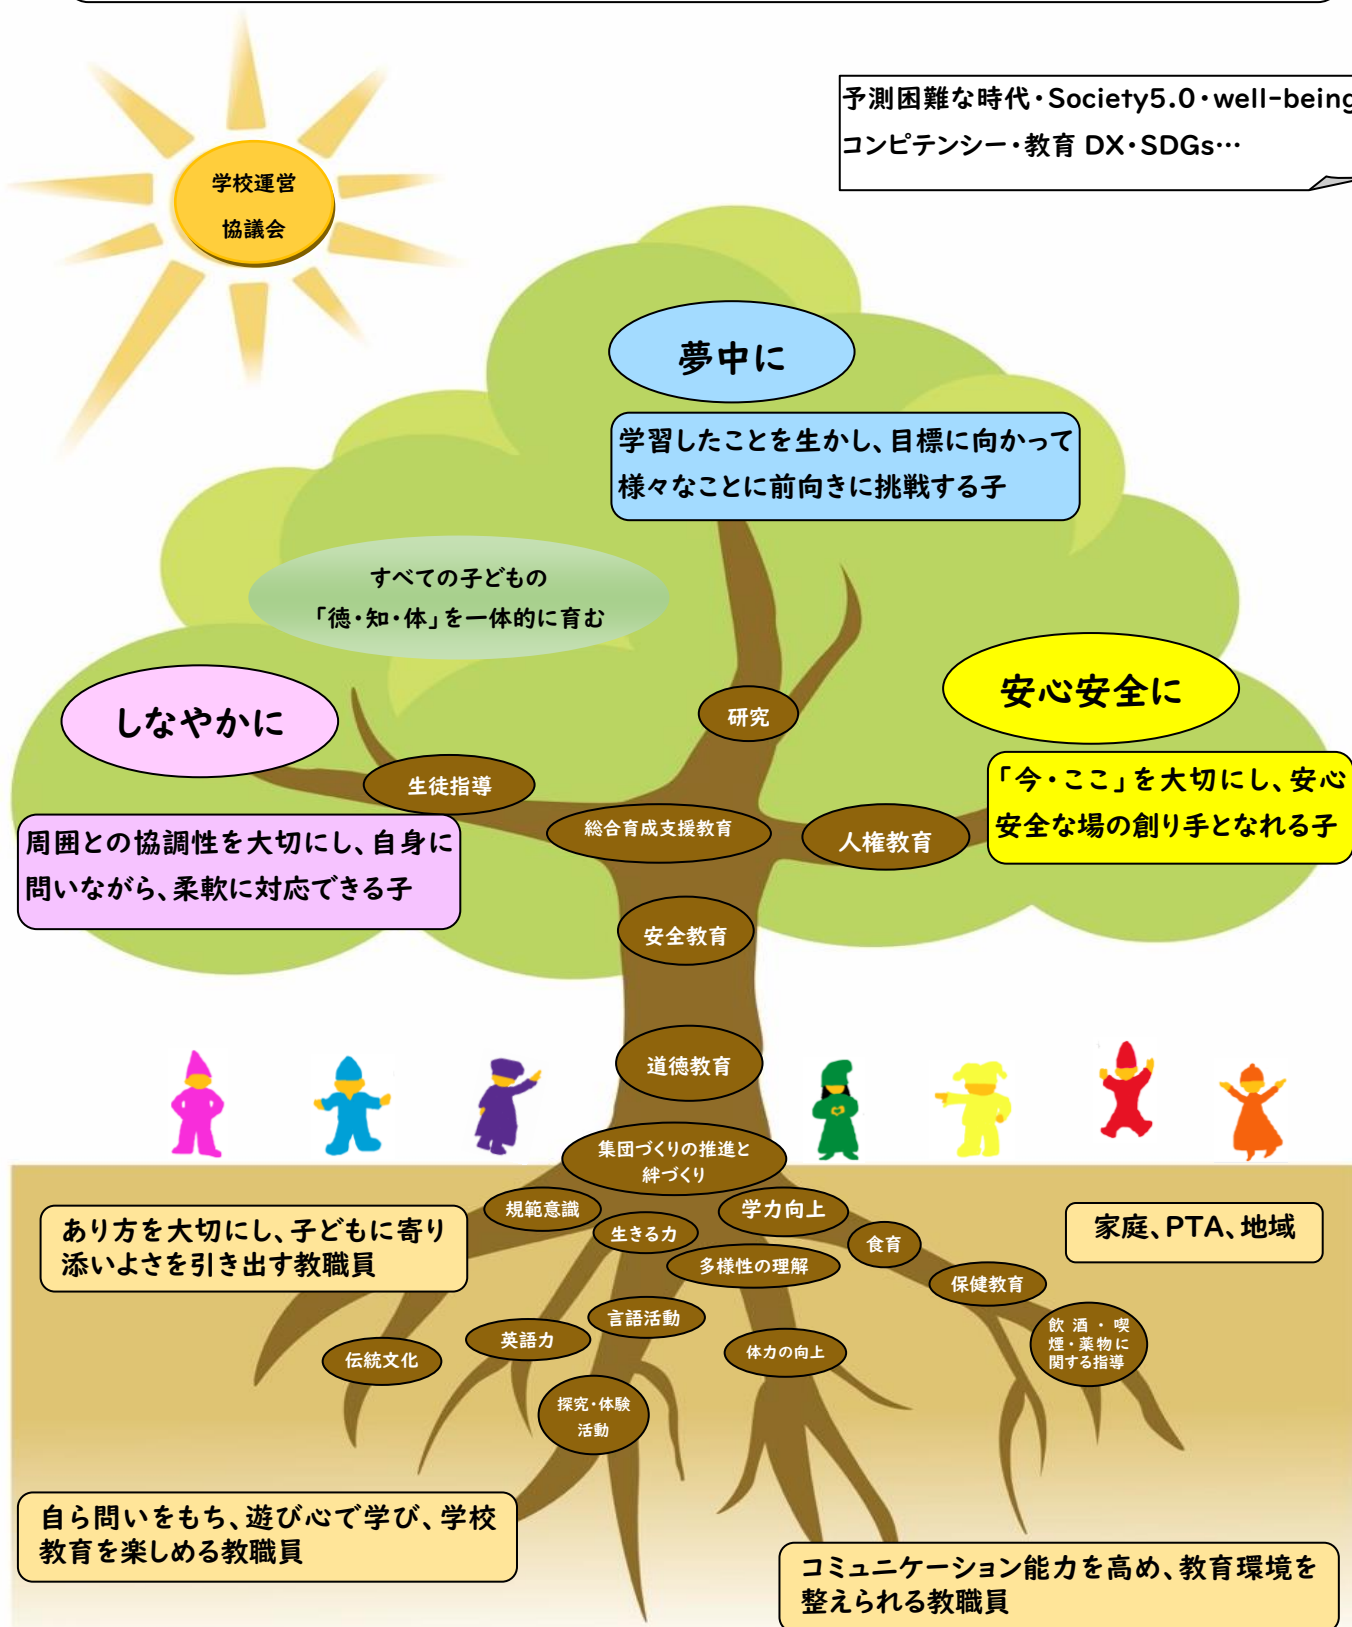 学校運営
協議会
予測困難な時代・Society5.0・well-being
コンピテンシー・教育 DX・SDGs…
夢中に
学習したことを生かし、目標に向かって
様々なことに前向きに挑戦する子
すべての子どもの
「徳・知・体」を一体的に育む
しなやかに
周囲との協調性を大切にし、自身に
問いながら、柔軟に対応できる子
安心安全に
「今・ここ」を大切にし、安心
安全な場の創り手となれる子
研究
生徒指導
総合育成支援教育
人権教育
安全教育
道徳教育
集団づくりの推進と
絆づくり
規範意識
学力向上
生きる力
食育
多様性の理解
保健教育
言語活動
英語力
伝統文化
体力の向上
飲酒・喫
煙・薬物に
関する指導
探究・体験
活動
あり方を大切にし、子どもに寄り
添いよさを引き出す教職員
家庭、PTA、地域
自ら問いをもち、遊び心で学び、学校
教育を楽しめる教職員
コミュニケーション能力を高め、教育環境を
整えられる教職員